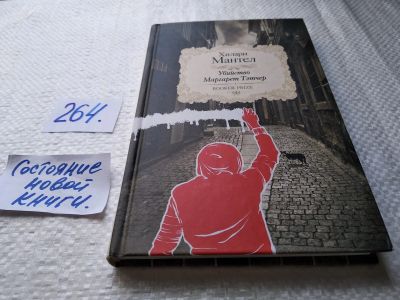 Хилари
Мантел
Убийство
Маргарет Тэтчер
BOOKER PRIZE
264.
Состояние
новой
книги.